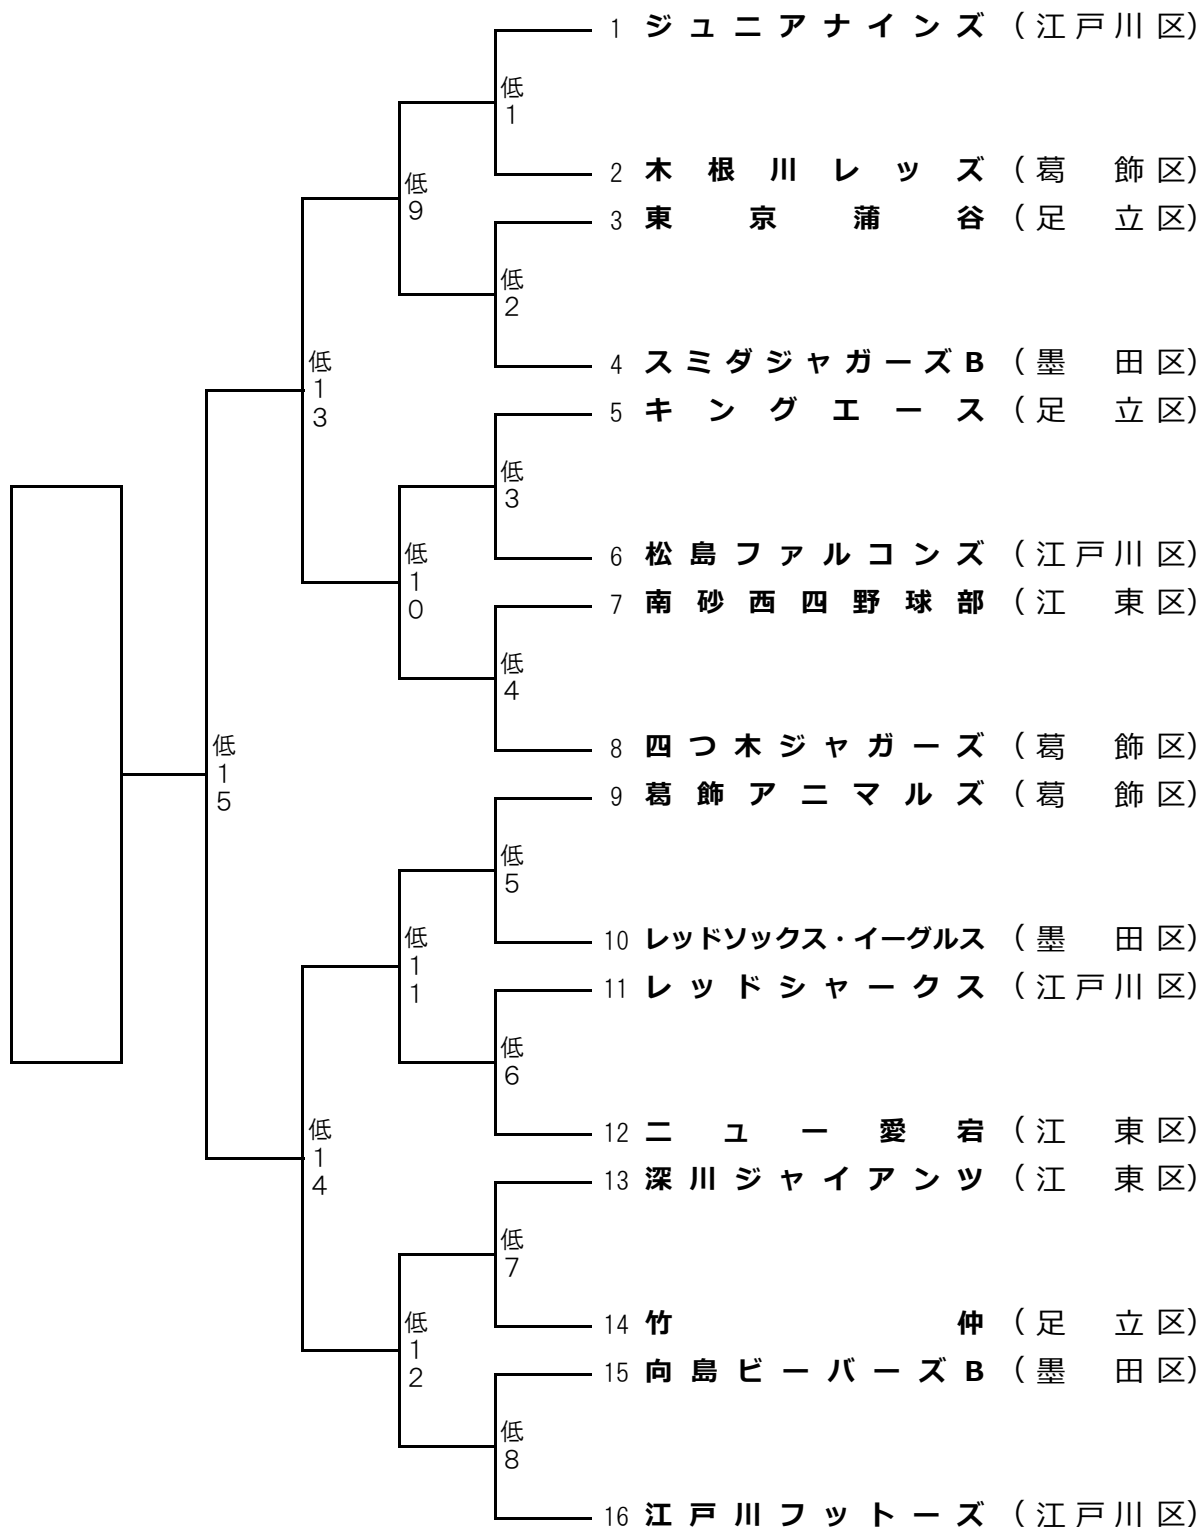 1 ジュニアナインズ (江戸川区)
低1
2 木根川レッズ (葛飾区)
低9
3 東京蒲谷 (足立区)
低2
4 スミダジャガーズB (墨田区)
低13
5 キングエース (足立区)
低3
6 松島ファルコンズ (江戸川区)
低10
7 南砂西四野球部 (江東区)
低4
8 四つ木ジャガーズ (葛飾区)
低15
9 葛飾アニマルズ (葛飾区)
低5
10 レッドソックス・イーグルス (墨田区)
低11
11 レッドシャークス (江戸川区)
低6
12 ニュー愛宕 (江東区)
低14
13 深川ジャイアンツ (江東区)
低7
14 竹仲 (足立区)
低12
15 向島ビーバーズB (墨田区)
低8
16 江戸川フットーズ (江戸川区)